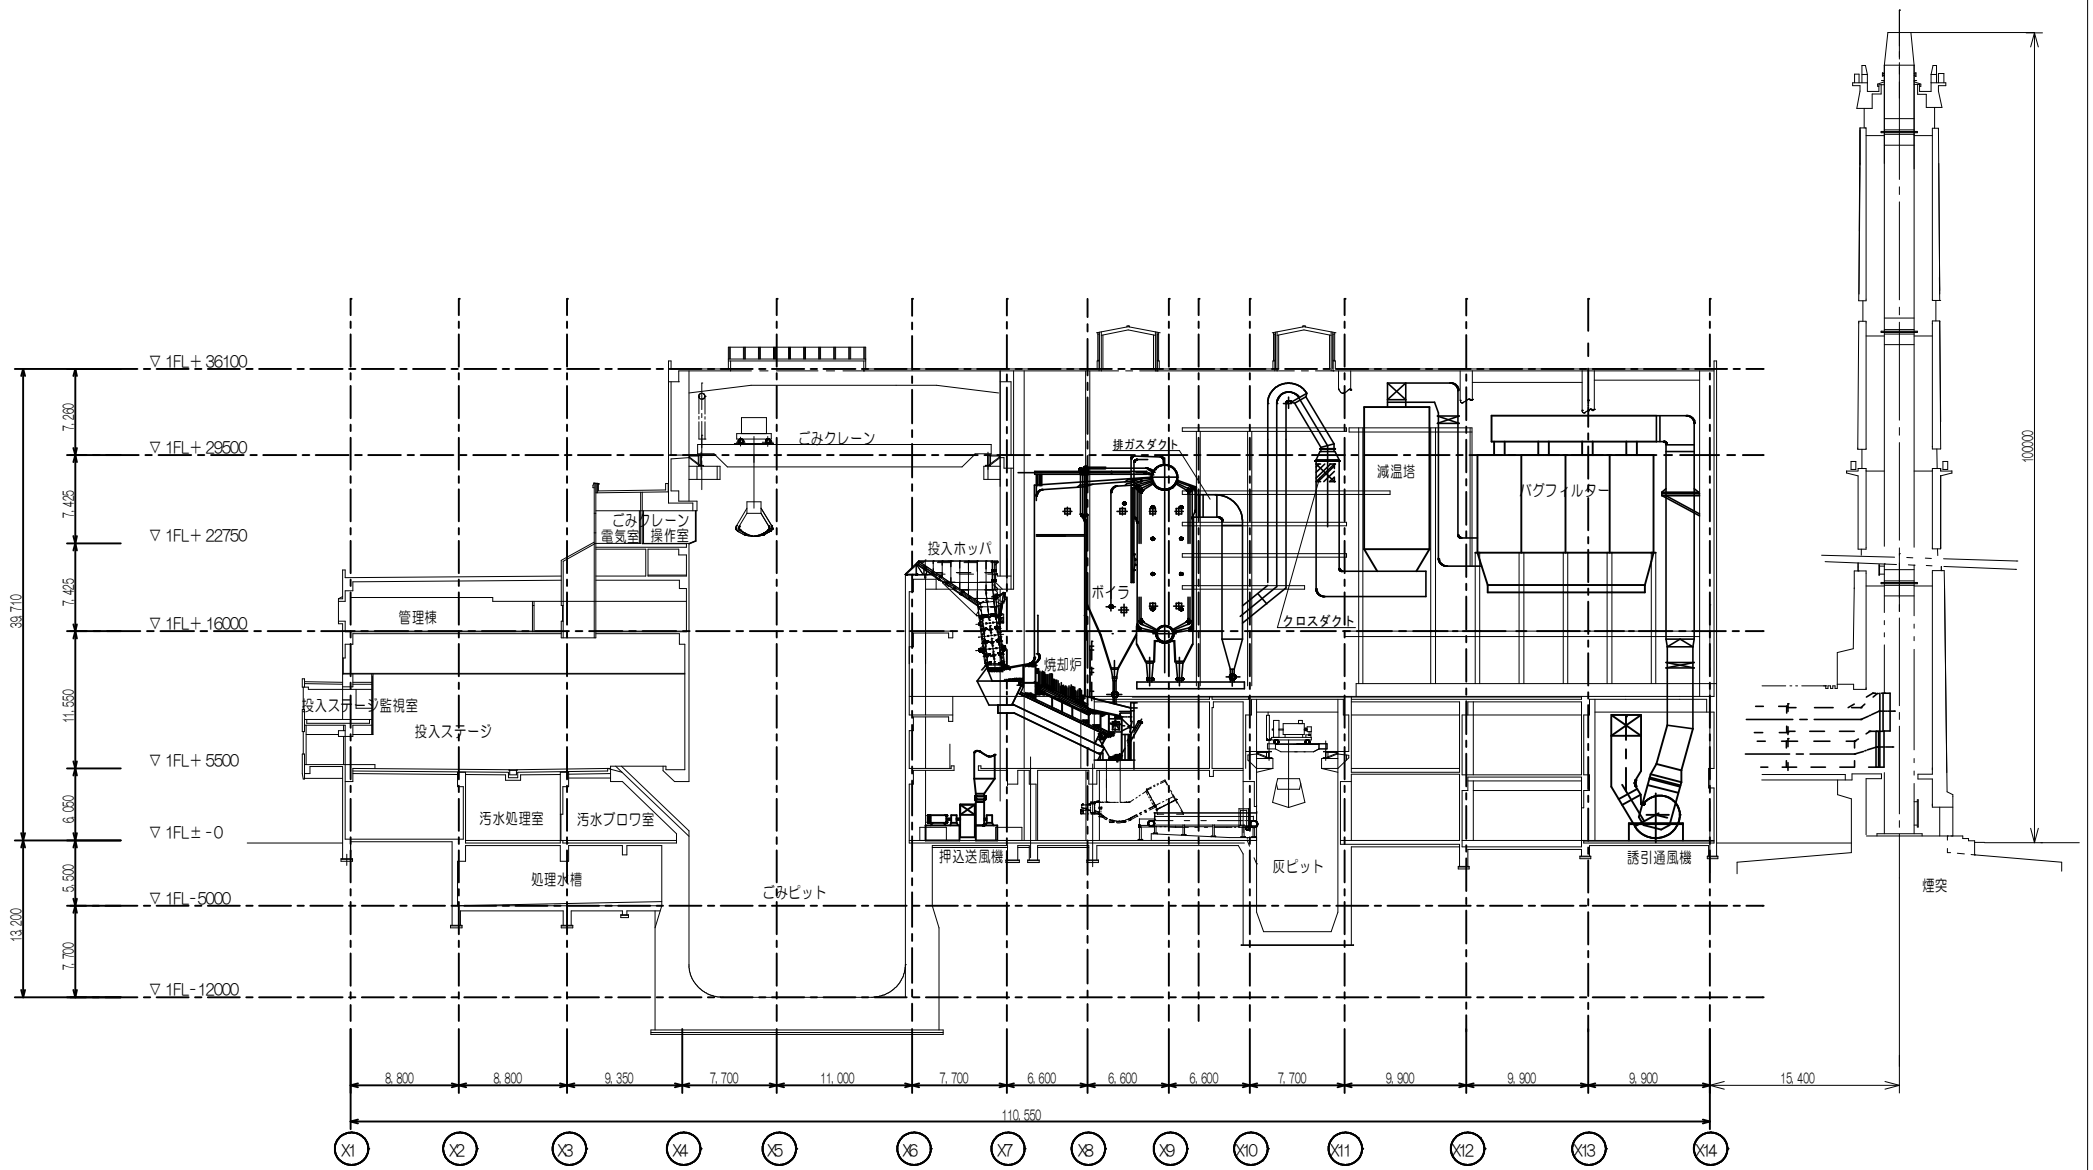 100000
▽ 1FL＋36100
7,260
ごみクレーン
排ガスダクト
▽ 1FL＋29500
減温塔
バグフィルター
7,425
ごみクレーン
電気室 操作室
▽ 1FL＋22750
投入ホッパ
ボイラ
7,425
39,710
管理棟
▽ 1FL＋16000
クロスダクト
焼却炉
11,550
投入ステージ監視室
投入ステージ
▽ 1FL＋5500
6,050
汚水処理室
汚水ブロワ室
▽ 1FL±-0
押込送風機
灰ピット
誘引通風機
5,500
処理水槽
ごみピット
煙突
▽ 1FL-5000
13,200
7,700
▽ 1FL-12000
8,800 8,800 9,350 7,700 11,000 7,700 6,600 6,600 6,600 7,700 9,900 9,900 9,900 15,400
110,550
X1 X2 X3 X4 X5 X6 X7 X8 X9 X10 X11 X12 X13 X14